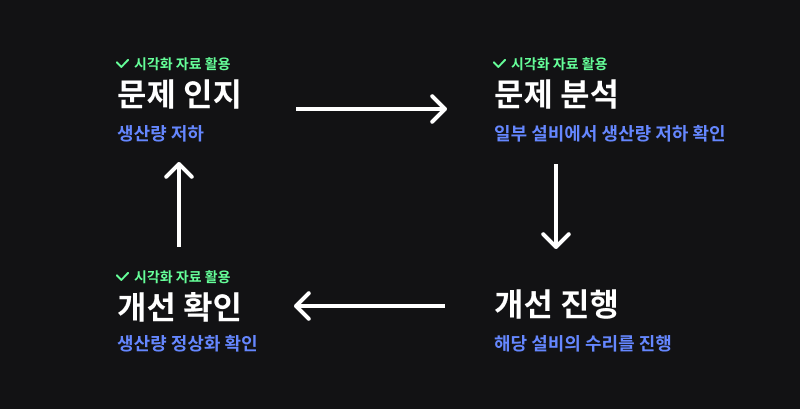 ✓ 시각화 자료 활용
문제 인지
생산량 저하
✓ 시각화 자료 활용
문제 분석
일부 설비에서 생산량 저하 확인
✓ 시각화 자료 활용
개선 확인
생산량 정상화 확인
개선 진행
해당 설비의 수리를 진행